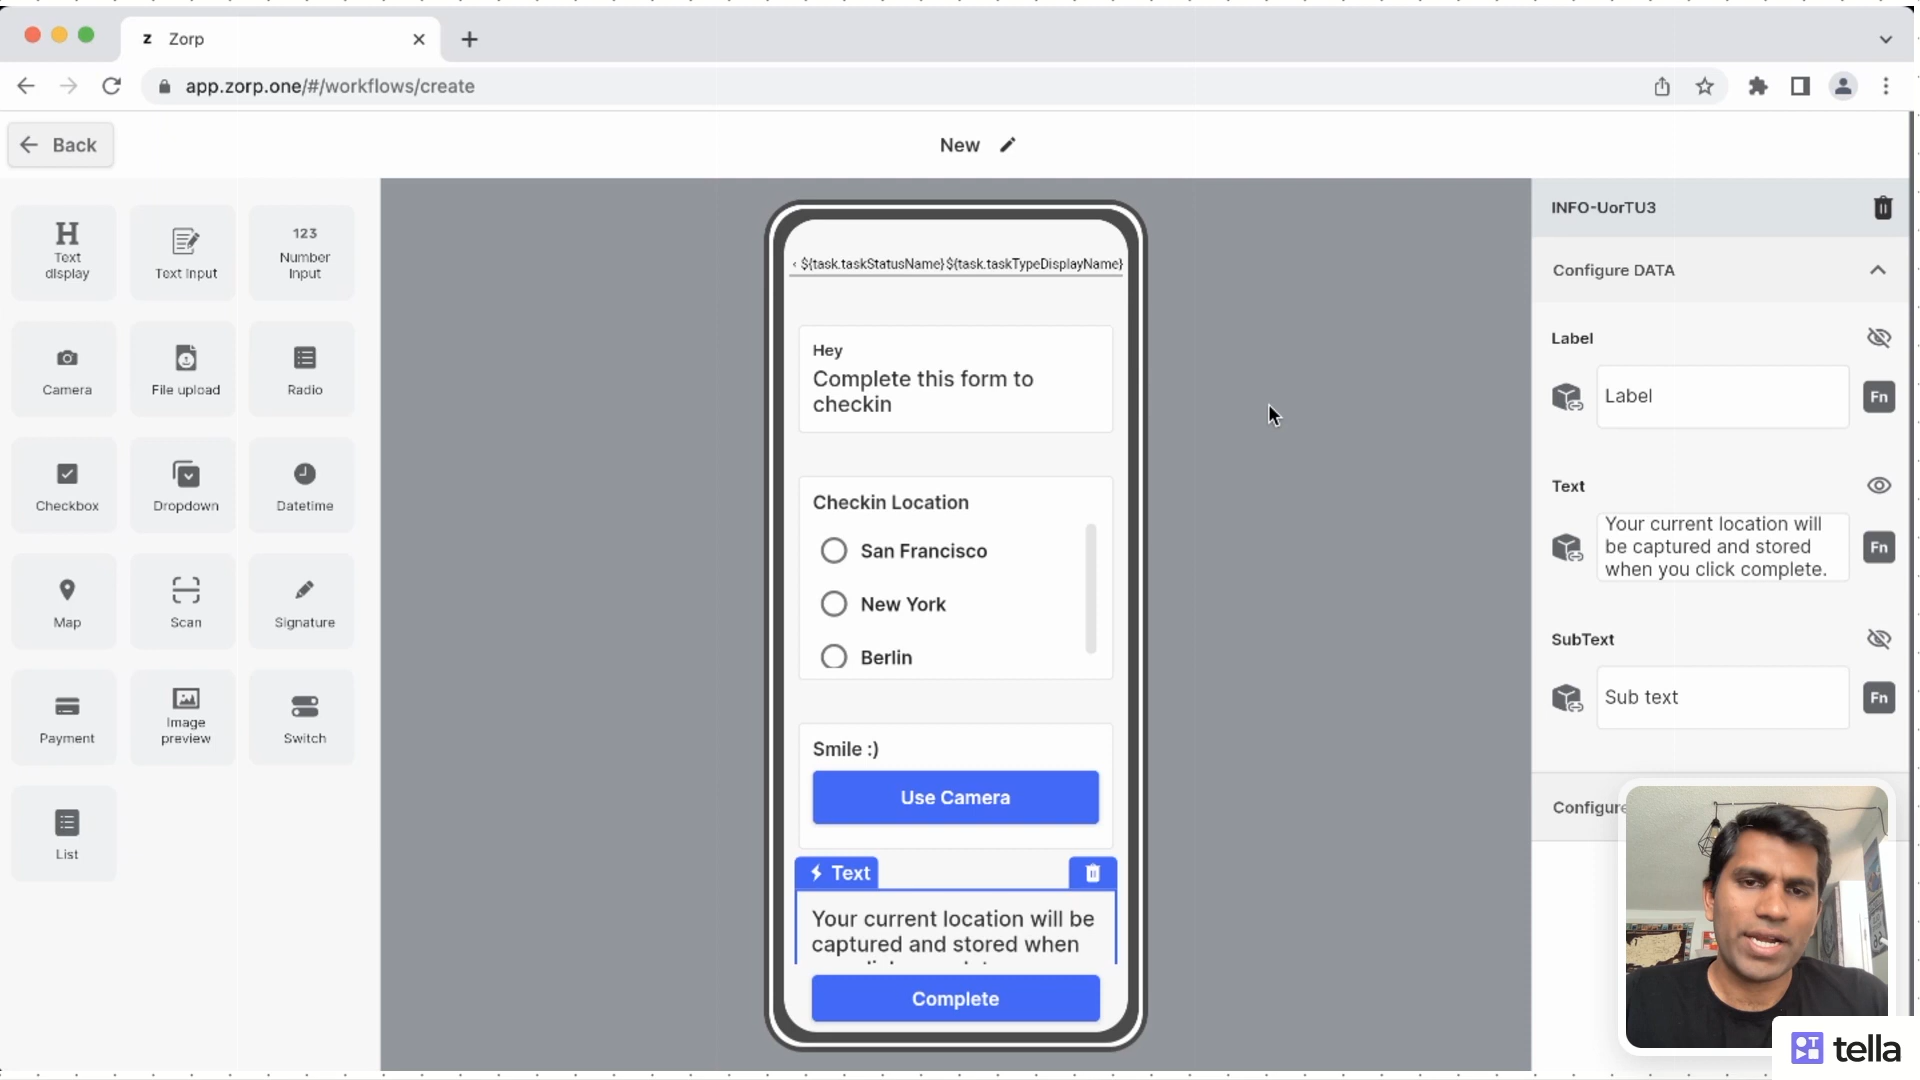 z Zorp
app.zorp.one/#/workflows/create
Back
New
H
Text
display
Text Input
123
Number
Input
Camera
File upload
Radio
Checkbox
Dropdown
Datetime
Map
Scan
Signature
Payment
Image
preview
Switch
List
‹ ${task.taskStatusName} ${task.taskTypeDisplayName}
Hey
Complete this form to
checkin
Checkin Location
San Francisco
New York
Berlin
Smile :)
Use Camera
Text
Your current location will be
captured and stored when
Complete
INFO-UorTU3
Configure DATA
Label
Label
Fn
Text
Your current location will
be captured and stored
when you click complete.
Fn
SubText
Sub text
Fn
Configure
tella